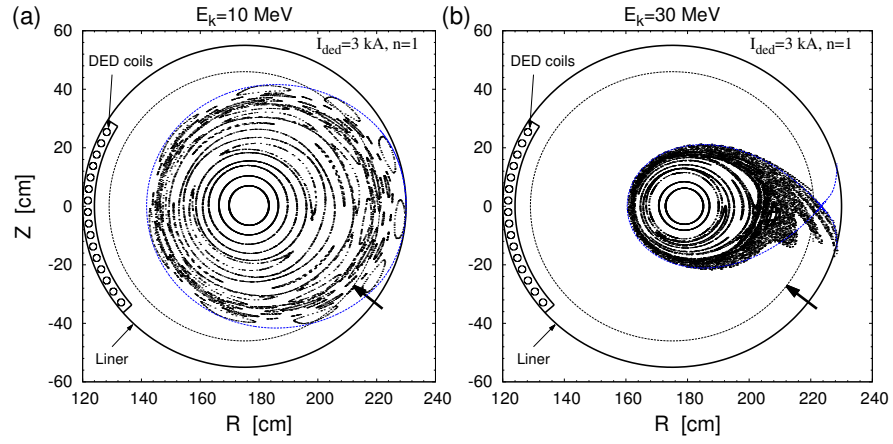 (a) E_k=10 MeV
I_ded=3 kA, n=1
DED coils
60
40
20
0
-20
-40
-60
Z [cm]
Liner
120 140 160 180 200 220 240
R [cm]
(b) E_k=30 MeV
I_ded=3 kA, n=1
DED coils
60
40
20
0
-20
-40
-60
Liner
120 140 160 180 200 220 240
R [cm]